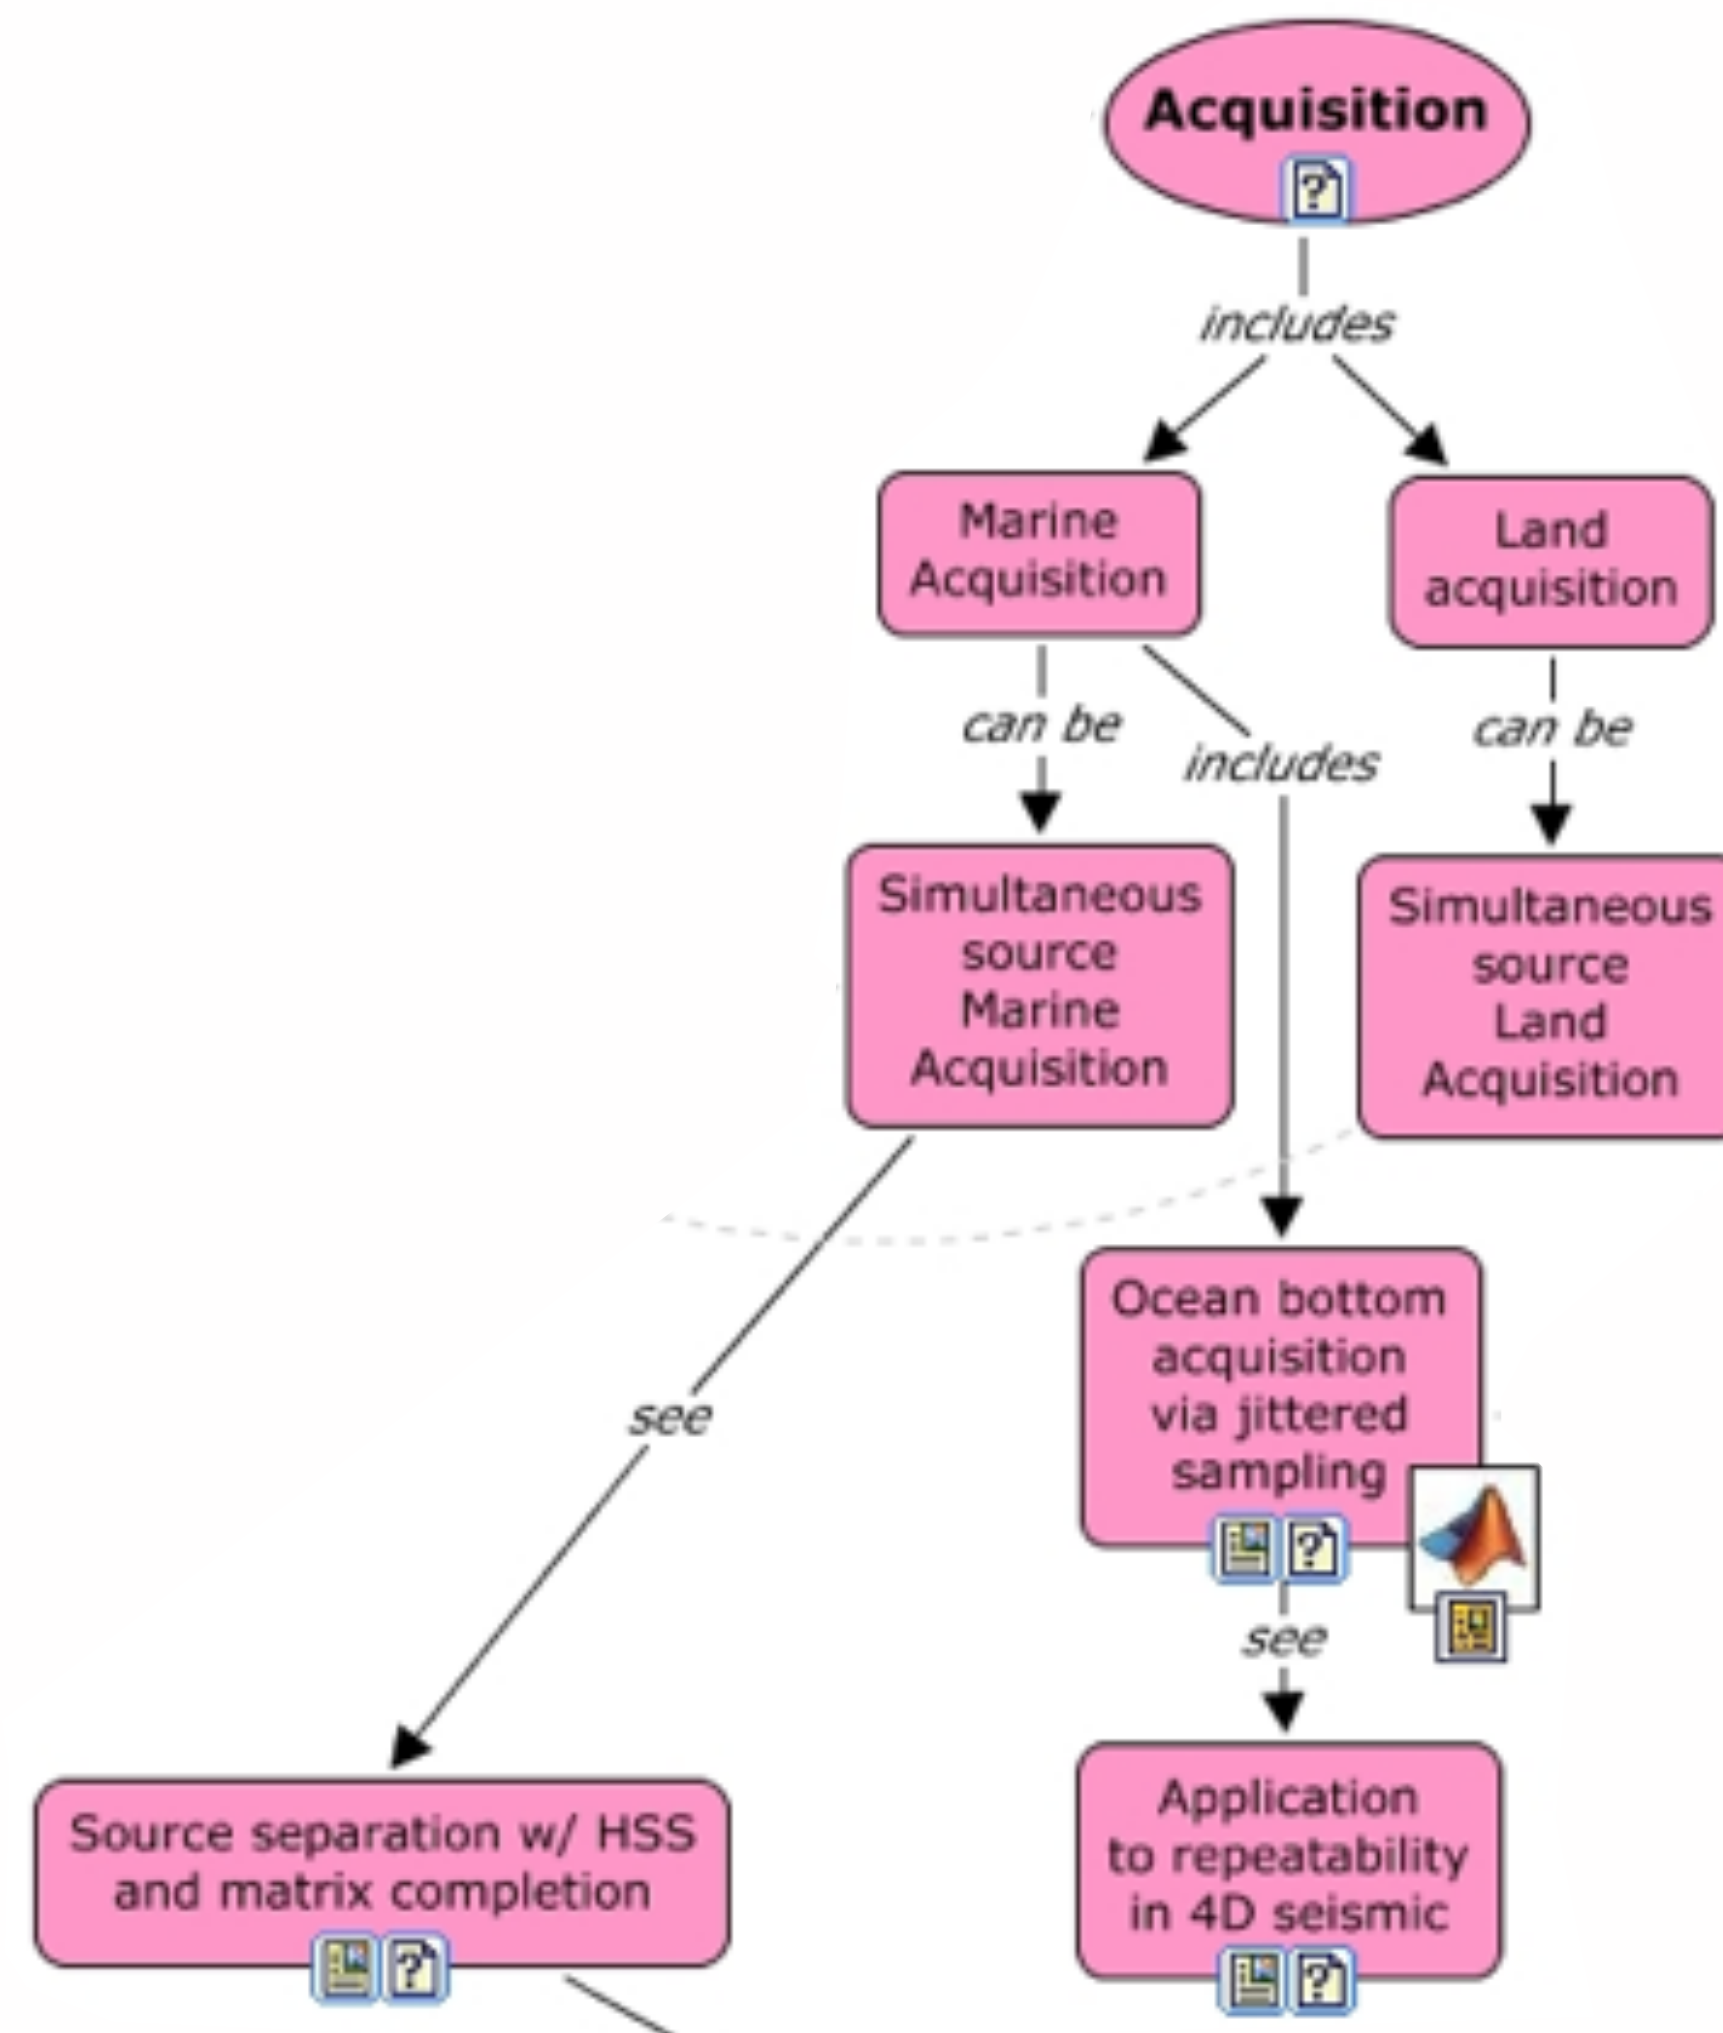 Acquisition
includes
Marine
Acquisition
Land
acquisition
can be
includes
can be
Simultaneous
source
Marine
Acquisition
Simultaneous
source
Land
Acquisition
see
Ocean bottom
acquisition
via jittered
sampling
see
Source separation w/ HSS
and matrix completion
Application
to repeatability
in 4D seismic